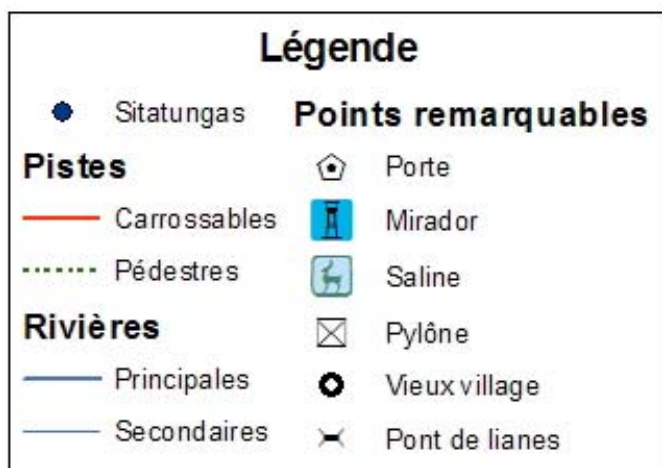 Légende
Sitatungas
Pistes
Carrossables
Pédestres
Rivières
Principales
Secondaires
Points remarquables
Porte
Mirador
Saline
Pylône
Vieux village
Pont de lianes